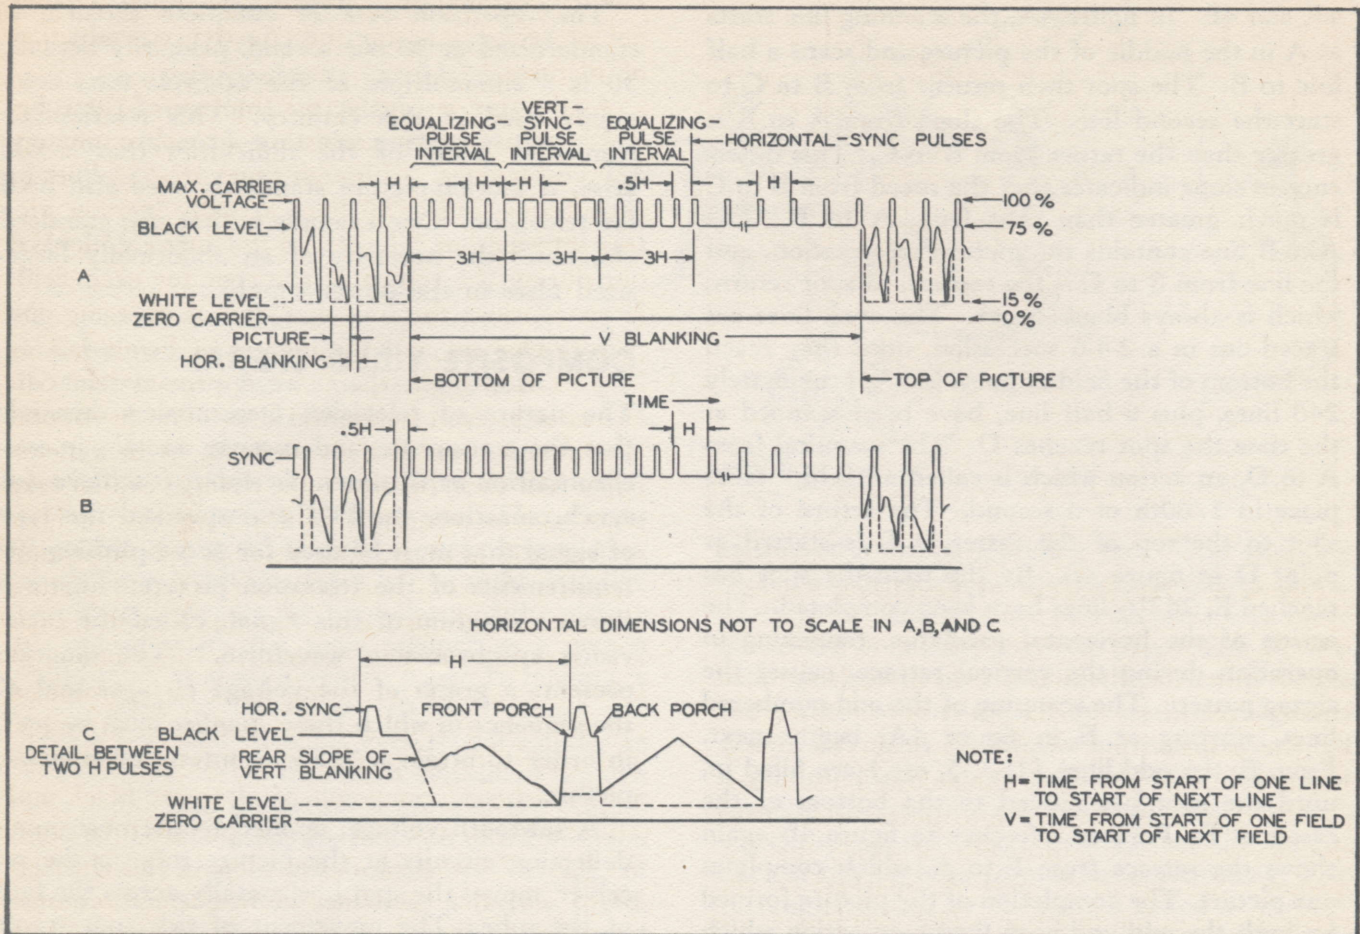 EQUALIZING-
PULSE
INTERVAL
VERT-
SYNC-
PULSE
INTERVAL
EQUALIZING-
PULSE
INTERVAL
HORIZONTAL-SYNC PULSES
MAX. CARRIER
VOLTAGE
H
H
H
.5H
H
100 %
BLACK LEVEL
75 %
A
3H
3H
3H
WHITE LEVEL
15 %
ZERO CARRIER
0%
PICTURE
V BLANKING
HOR. BLANKING
BOTTOM OF PICTURE
TOP OF PICTURE
TIME
.5H
H
SYNC
B
HORIZONTAL DIMENSIONS NOT TO SCALE IN A,B,AND C
H
HOR. SYNC
FRONT PORCH
BACK PORCH
C
DETAIL BETWEEN
TWO H PULSES
BLACK LEVEL
REAR SLOPE OF
VERT BLANKING
WHITE LEVEL
ZERO CARRIER
NOTE:
H= TIME FROM START OF ONE LINE
TO START OF NEXT LINE
V= TIME FROM START OF ONE FIELD
TO START OF NEXT FIELD